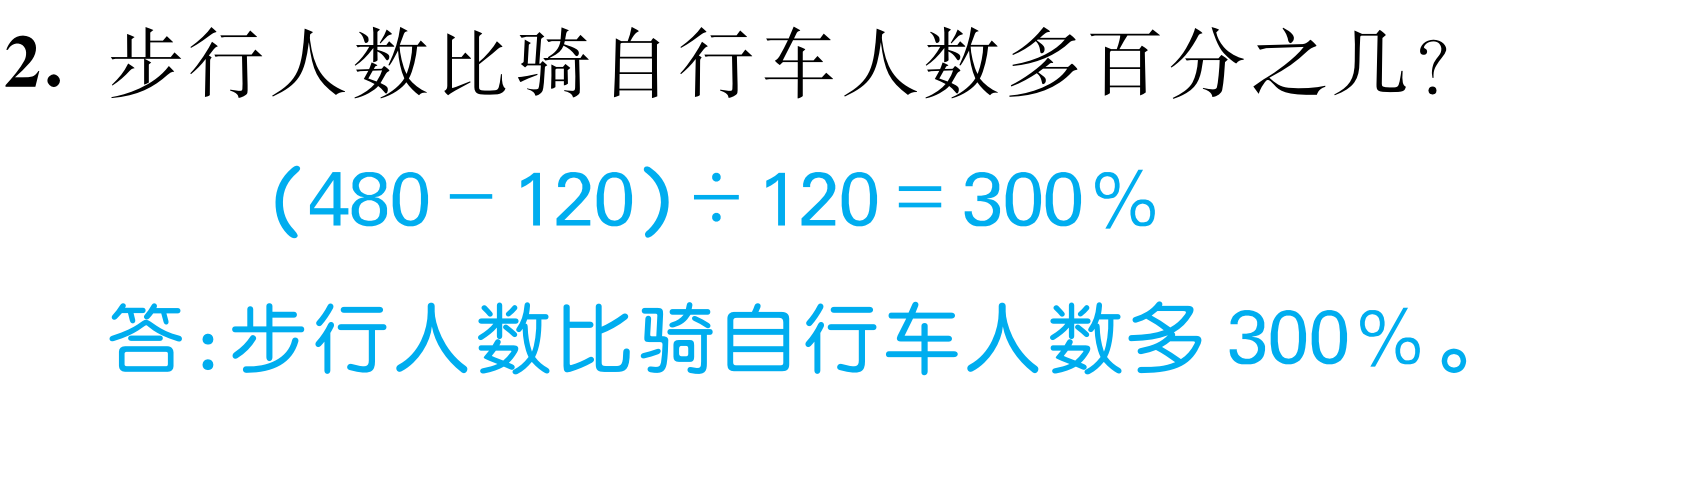 2. 步行人数比骑自行车人数多百分之几？
(480－120)÷120＝300%
答：步行人数比骑自行车人数多 300%。